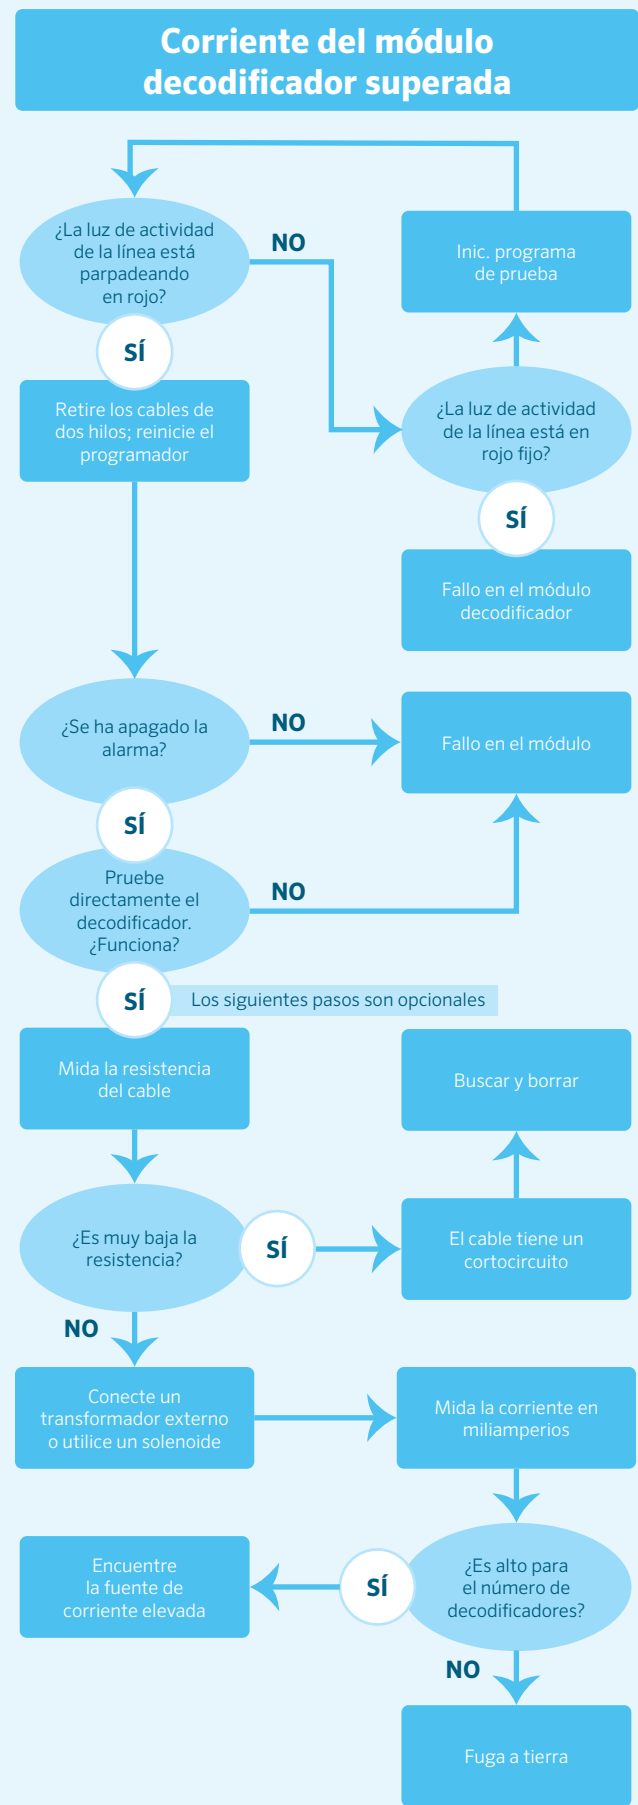 Corriente del módulo
decodificador superada
¿La luz de actividad
de la línea está
parpadeando
en rojo?
NO
Inic. programa
de prueba
SÍ
Retire los cables de
dos hilos; reinicie el
programador
¿La luz de actividad
de la línea está en
rojo fijo?
SÍ
Fallo en el módulo
decodificador
¿Se ha apagado la
alarma?
NO
Fallo en el módulo
SÍ
Pruebe
directamente el
decodificador.
¿Funciona?
NO
SÍ
Los siguientes pasos son opcionales
Mida la resistencia
del cable
Buscar y borrar
¿Es muy baja la
resistencia?
SÍ
El cable tiene un
cortocircuito
NO
Conecte un
transformador externo
o utilice un solenoide
Mida la corriente en
miliamperios
Encuentre
la fuente de
corriente elevada
SÍ
¿Es alto para
el número de
decodificadores?
NO
Fuga a tierra